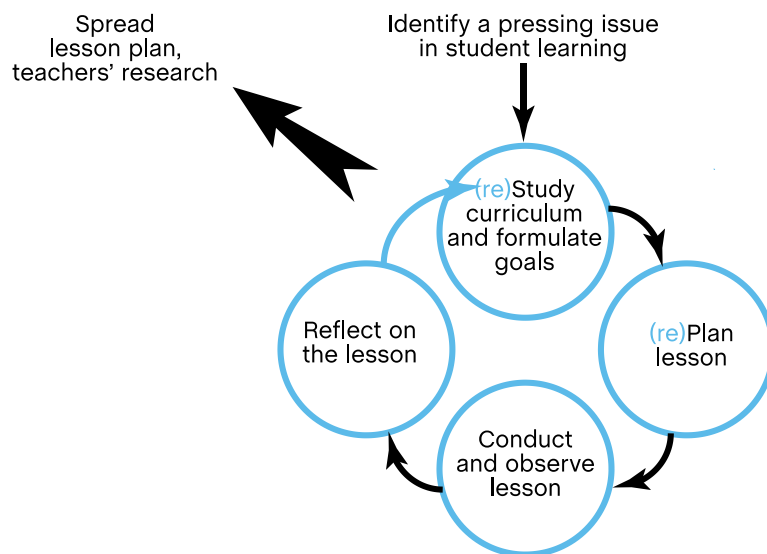 Spread
lesson plan,
teachers’ research
Identify a pressing issue
in student learning
(re)Study
curriculum
and formulate
goals
(re)Plan
lesson
Conduct
and observe
lesson
Reflect on
the lesson